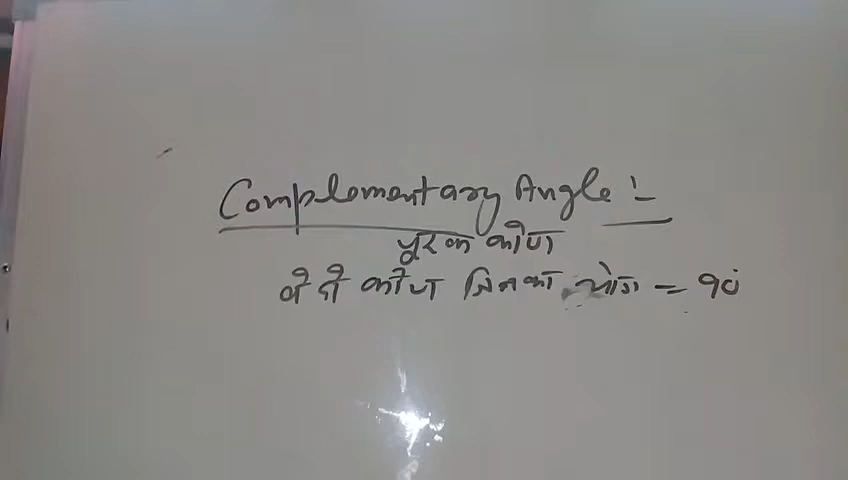 Complementary Angle :-
पूरक कोण
वे दो कोण जिनका योग = 90°